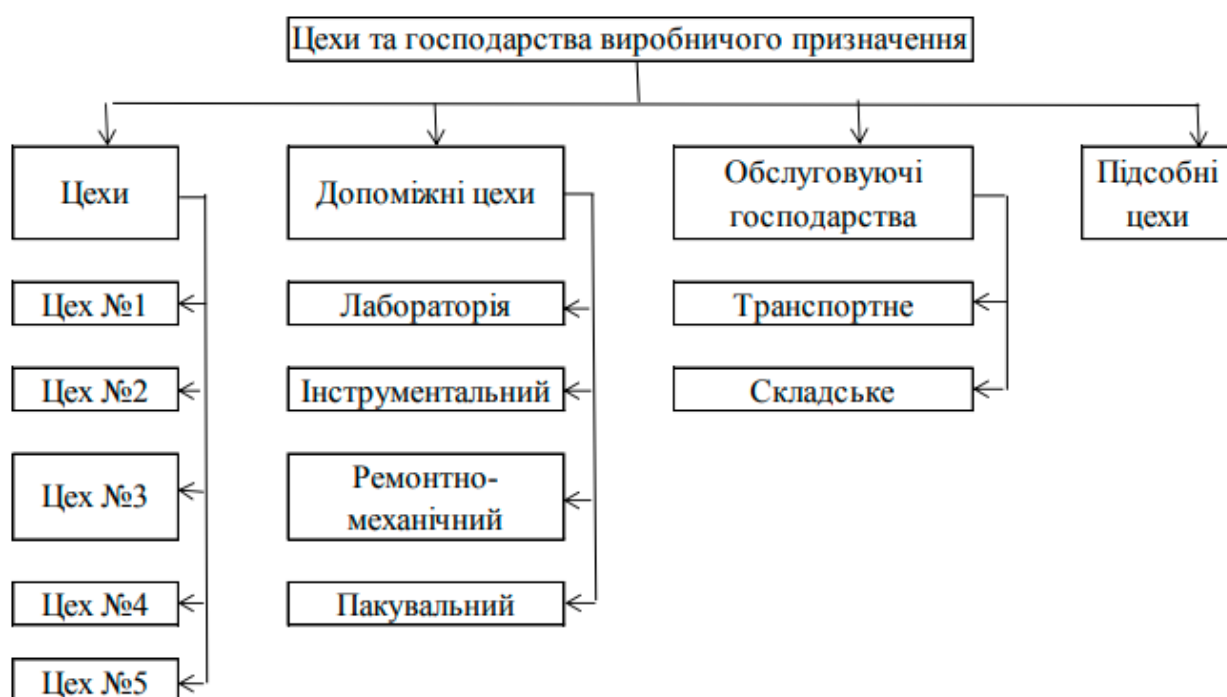 Цехи та господарства виробничого призначення
Цехи
Допоміжні цехи
Обслуговуючі
господарства
Підсобні
цехи
Цех №1
Лабораторія
Транспортне
Цех №2
Інструментальний
Складське
Цех №3
Ремонтно-
механічний
Цех №4
Пакувальний
Цех №5